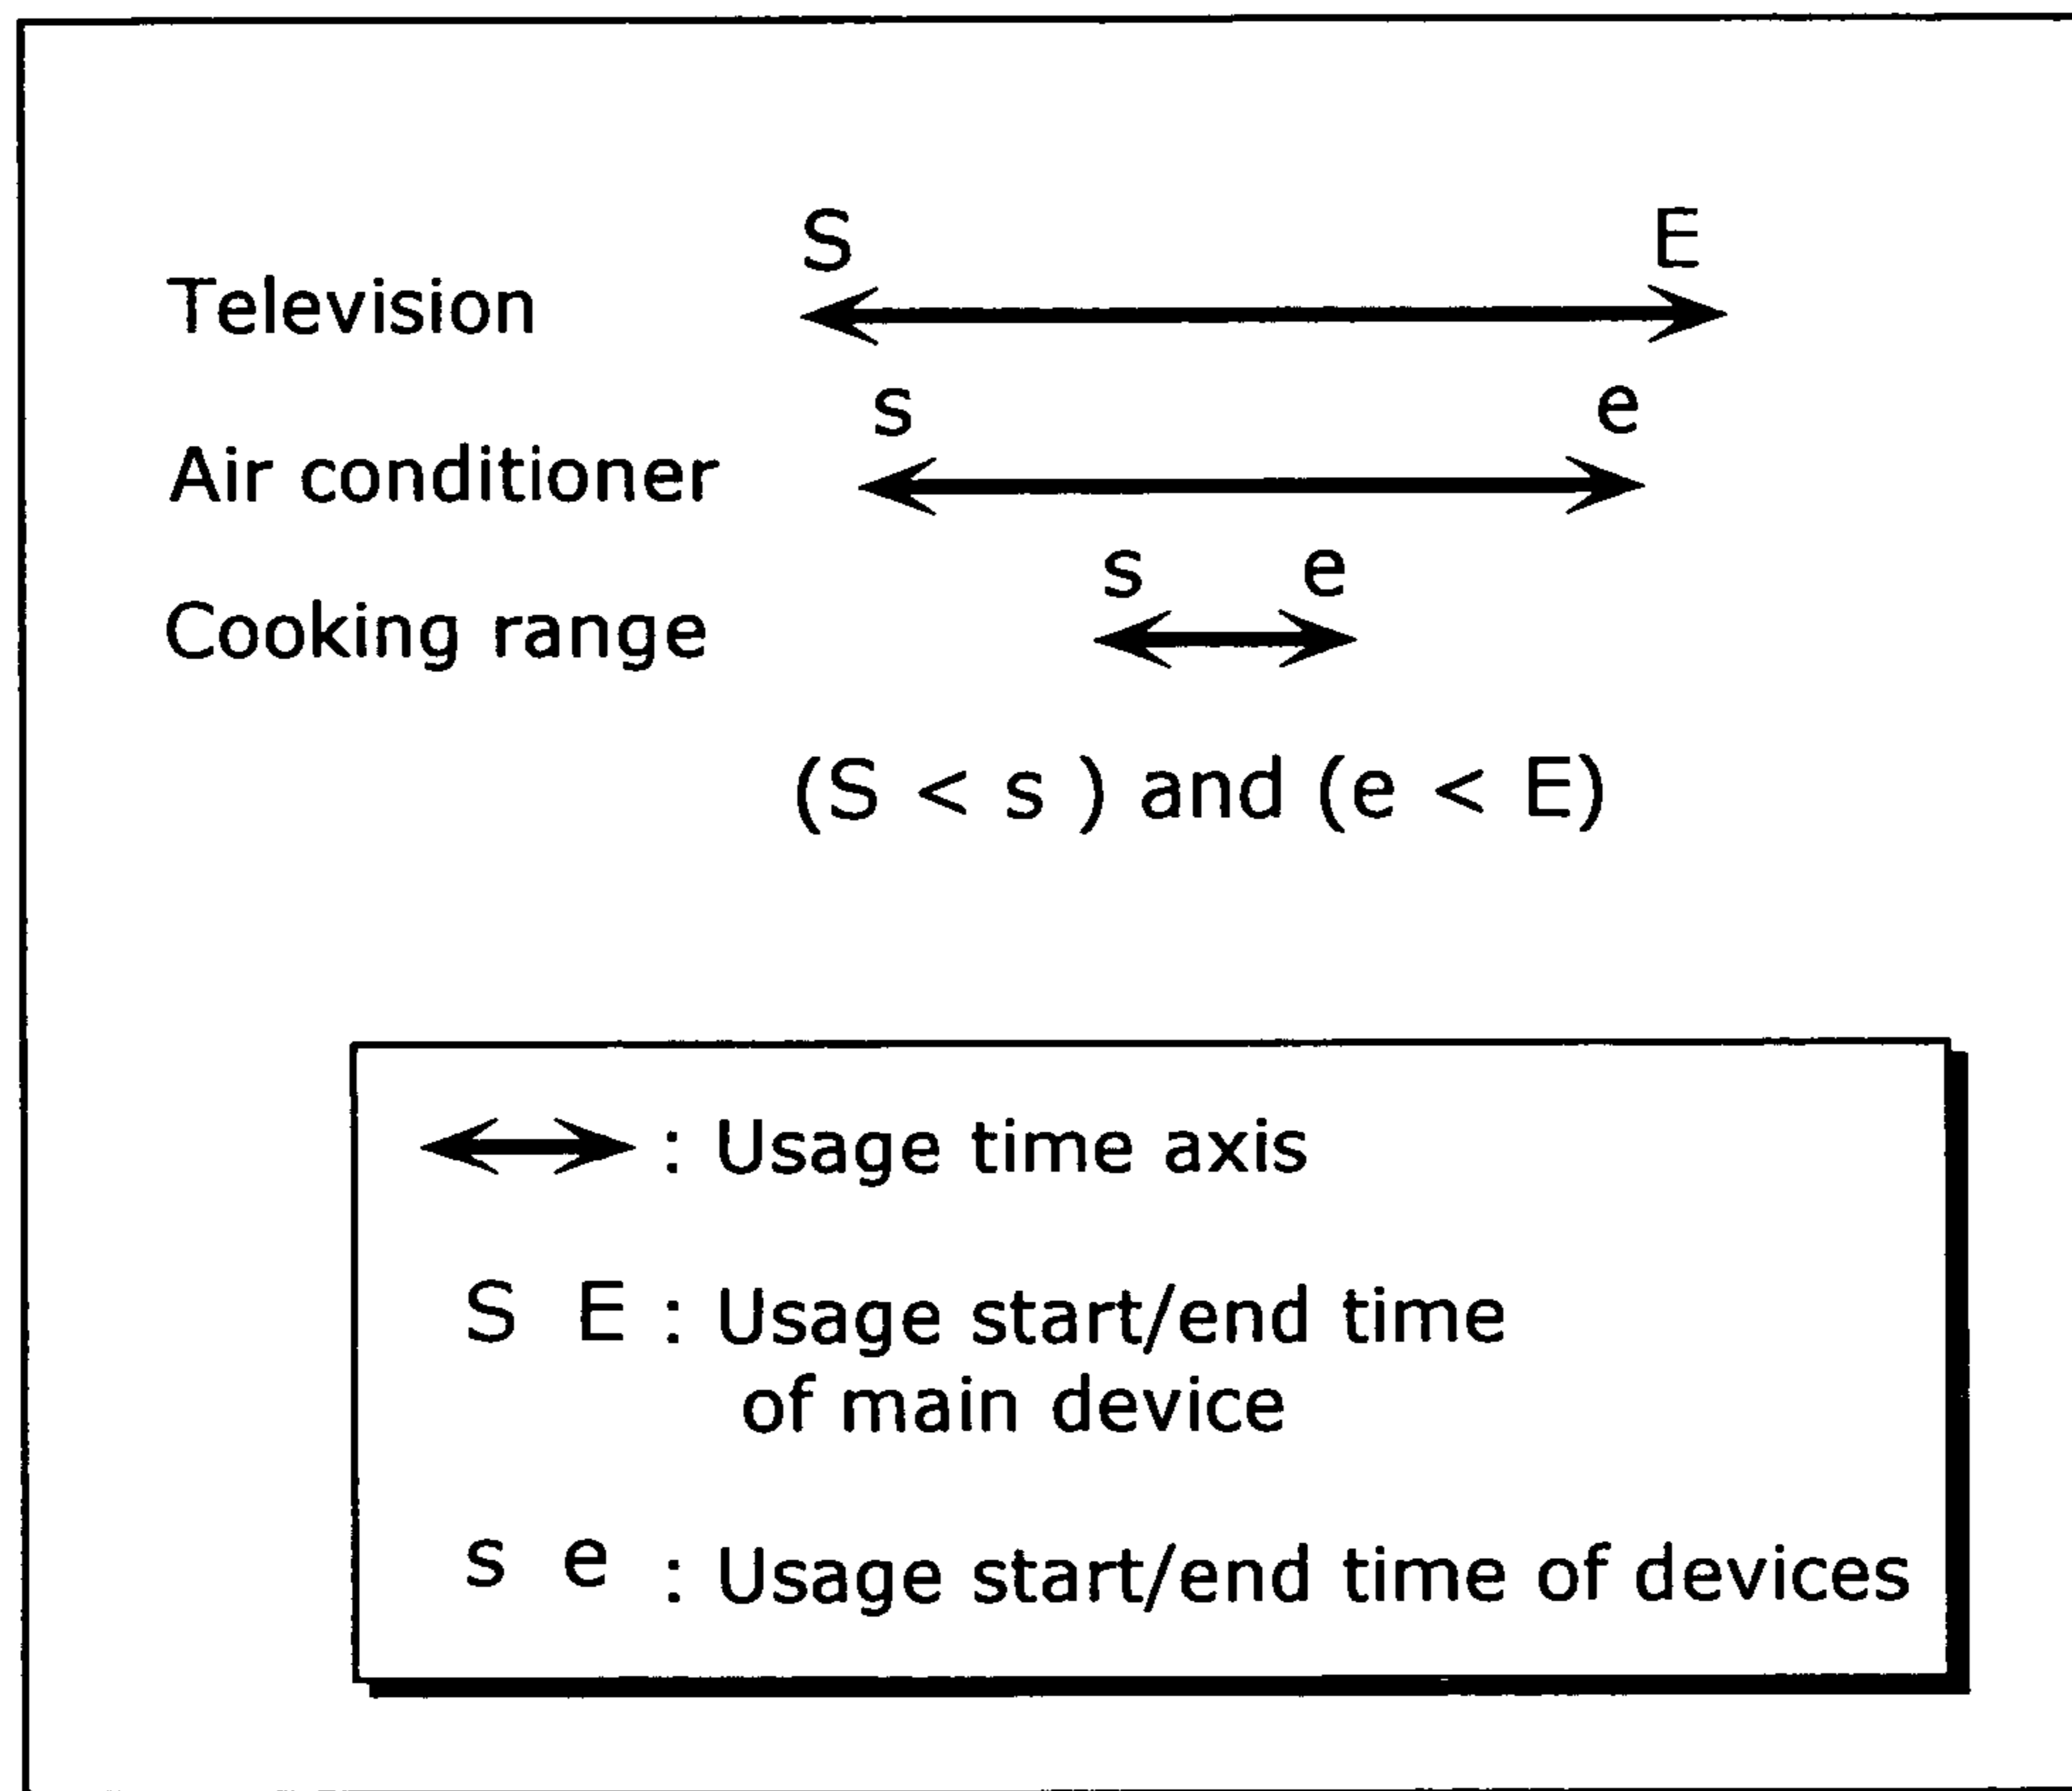 S E
Television
s e
Air conditioner
s e
Cooking range
(S < s ) and (e < E)
: Usage time axis
S E : Usage start/end time
of main device
s e : Usage start/end time of devices